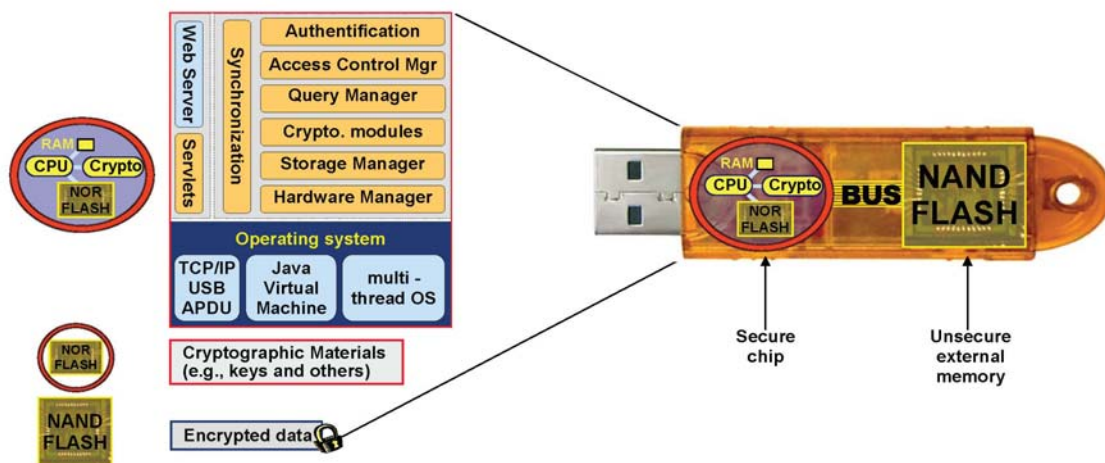 RAM
CPU
Crypto
NOR
FLASH
Web Server
Servlets
Synchronization
Authentification
Access Control Mgr
Query Manager
Crypto. modules
Storage Manager
Hardware Manager
Operating system
TCP/IP
USB
APDU
Java
Virtual
Machine
multi -
thread OS
NOR
FLASH
Cryptographic Materials
(e.g., keys and others)
NAND
FLASH
Encrypted data
RAM
CPU
Crypto
NOR
FLASH
BUS
NAND
FLASH
Secure
chip
Unsecure
external
memory